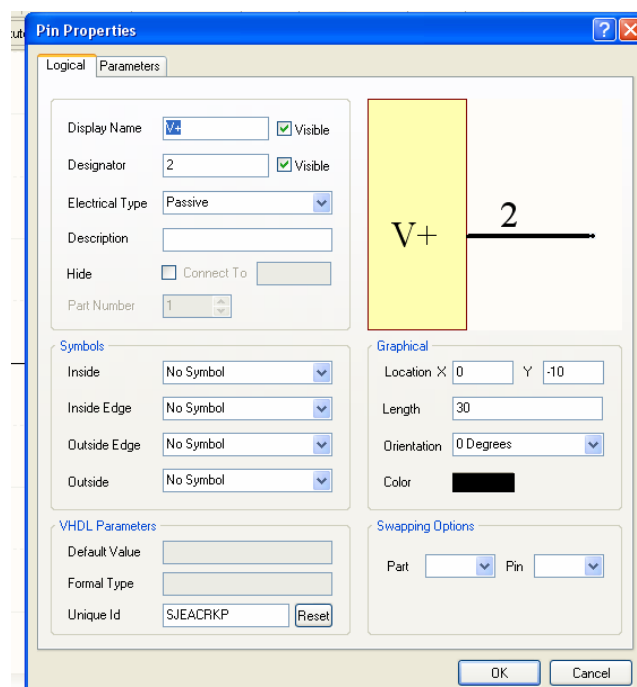 Pin Properties
Logical Parameters
Display Name V+ Visible
Designator 2 Visible
Electrical Type Passive
Description
Hide Connect To
Part Number 1
V+ 2
Symbols
Inside No Symbol
Inside Edge No Symbol
Outside Edge No Symbol
Outside No Symbol
Graphical
Location X 0 Y -10
Length 30
Orientation 0 Degrees
Color
VHDL Parameters
Default Value
Formal Type
Unique Id SJEACRKP Reset
Swapping Options
Part Pin
OK Cancel